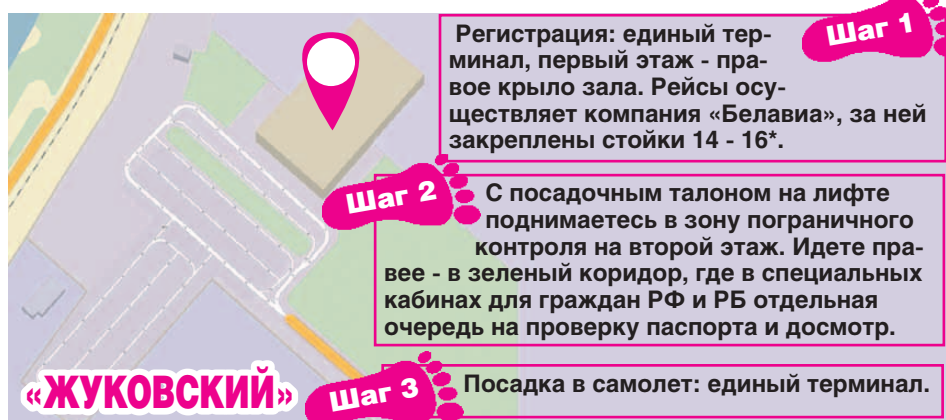 Шаг 1
Регистрация: единый тер-
минал, первый этаж - пра-
вое крыло зала. Рейсы осу-
ществляет компания «Белавиа», за ней
закреплены стойки 14 - 16*.
Шаг 2
С посадочным талоном на лифте
поднимаетесь в зону пограничного
контроля на второй этаж. Идете пра-
вее - в зеленый коридор, где в специальных
кабинах для граждан РФ и РБ отдельная
очередь на проверку паспорта и досмотр.
«ЖУКОВСКИЙ»
Шаг 3
Посадка в самолет: единый терминал.